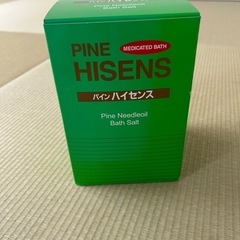 PINE
MEDICATED BATH
HISENS
パインハイセンス
Pine Needleoil
Bath Salt